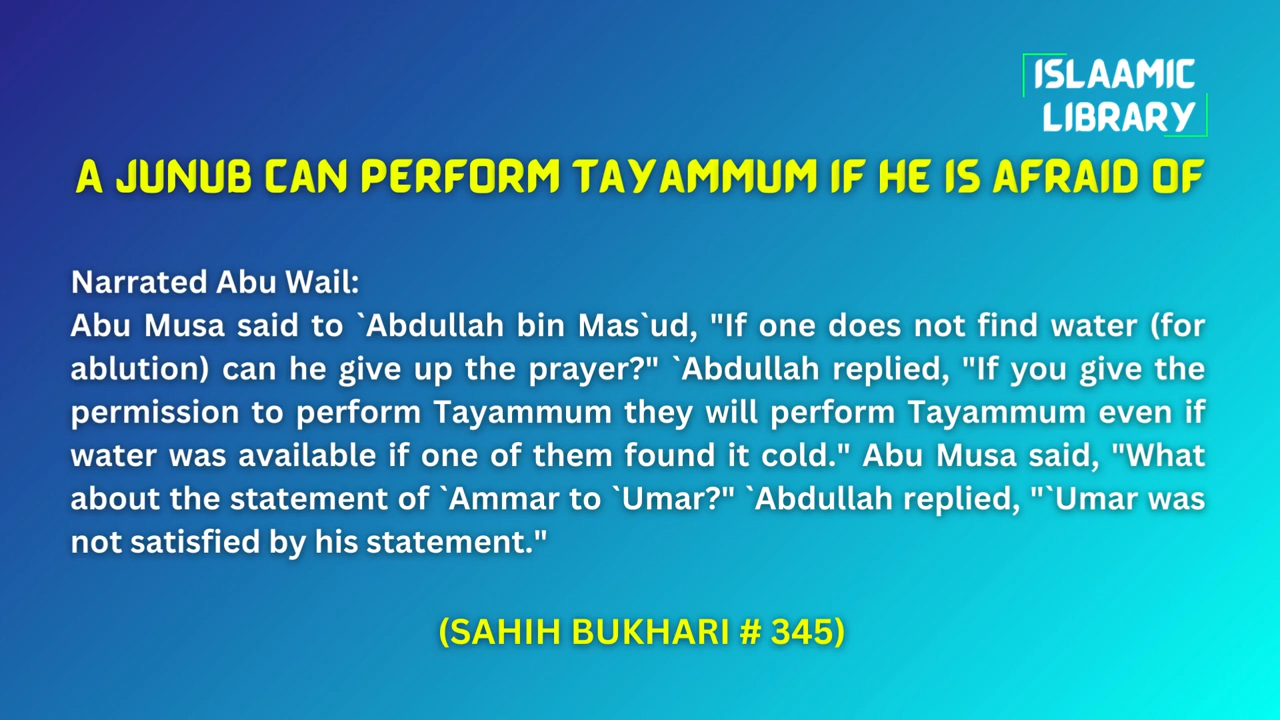 ISLAAMIC
LIBRARY
A JUNUB CAN PERFORM TAYAMMUM IF HE IS AFRAID OF
Narrated Abu Wail:
Abu Musa said to `Abdullah bin Mas`ud, "If one does not find water (for
ablution) can he give up the prayer?" `Abdullah replied, "If you give the
permission to perform Tayammum they will perform Tayammum even if
water was available if one of them found it cold." Abu Musa said, "What
about the statement of `Ammar to `Umar?" `Abdullah replied, "`Umar was
not satisfied by his statement."
(SAHIH BUKHARI # 345)